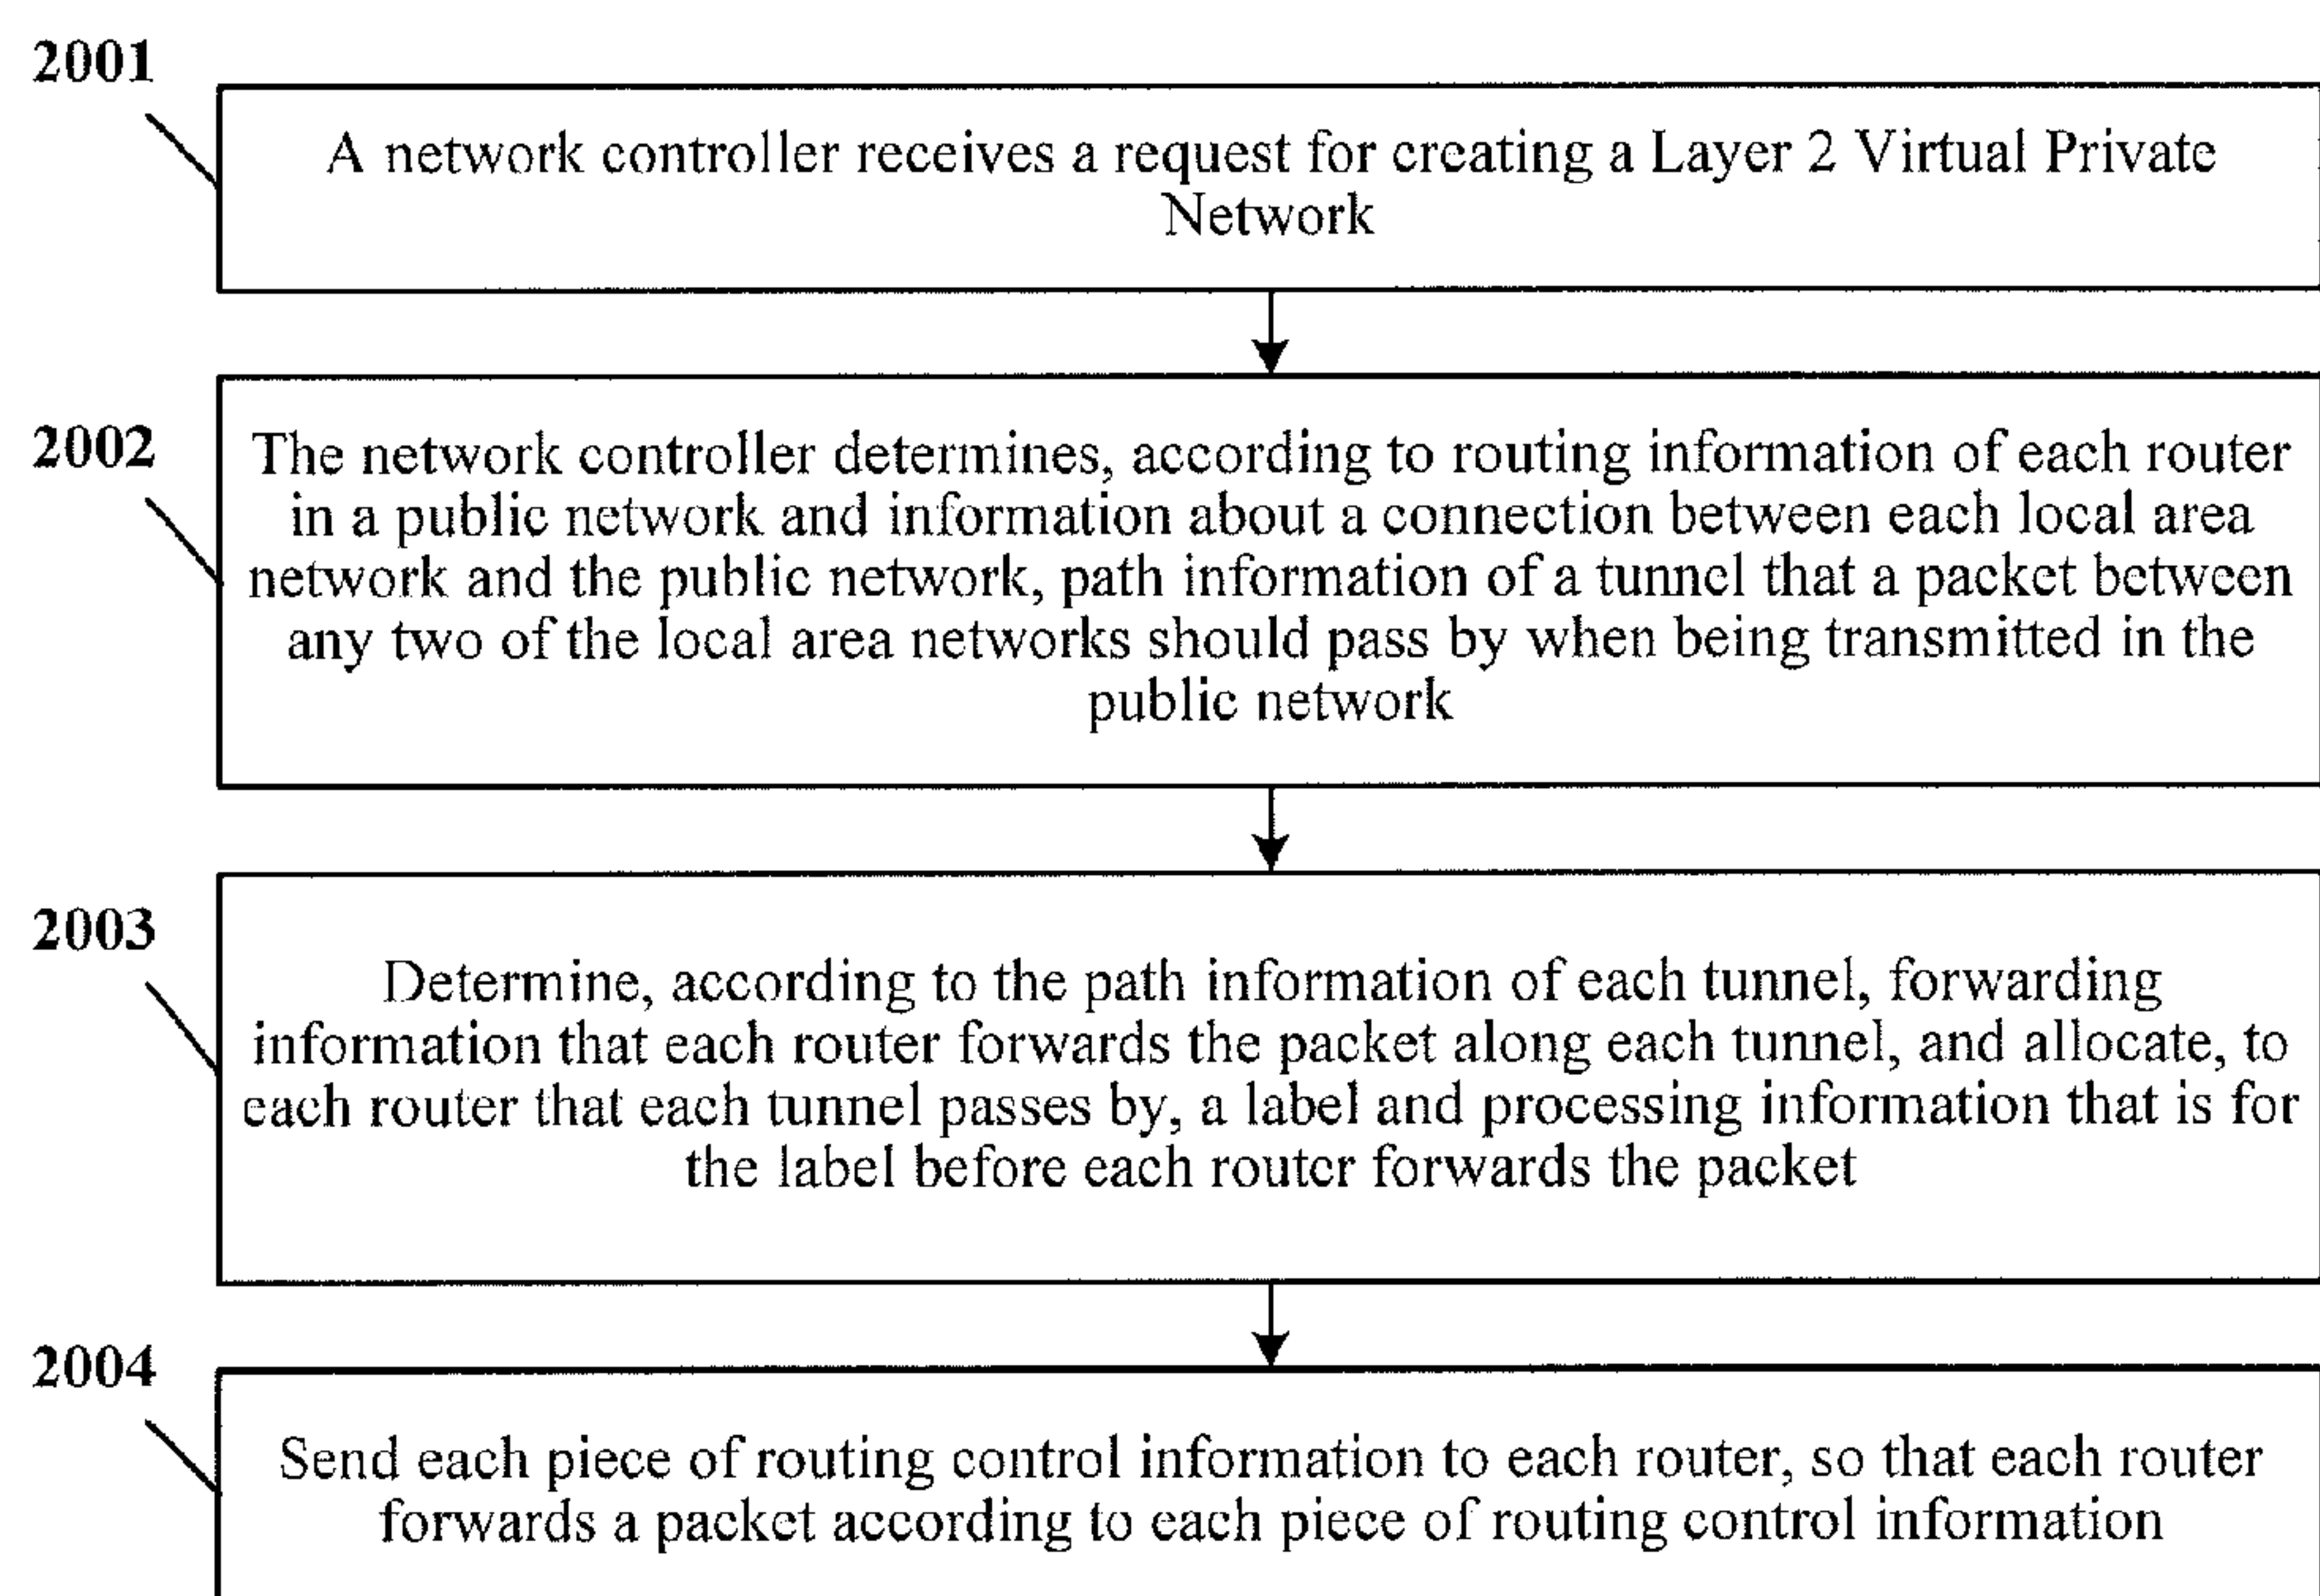 2001
A network controller receives a request for creating a Layer 2 Virtual Private
Network
2002
The network controller determines, according to routing information of each router
in a public network and information about a connection between each local area
network and the public network, path information of a tunnel that a packet between
any two of the local area networks should pass by when being transmitted in the
public network
2003
Determine, according to the path information of each tunnel, forwarding
information that each router forwards the packet along each tunnel, and allocate, to
each router that each tunnel passes by, a label and processing information that is for
the label before each router forwards the packet
2004
Send each piece of routing control information to each router, so that each router
forwards a packet according to each piece of routing control information